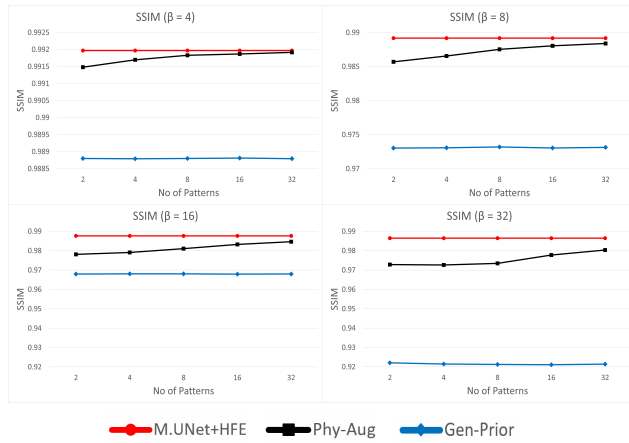 SSIM (β = 4)
0.9925
0.992
0.9915
0.991
0.9905
0.99
0.9895
0.989
0.9885
SSIM
2 4 8 16 32
No of Patterns
SSIM (β = 8)
0.99
0.985
0.98
0.975
0.97
SSIM
2 4 8 16 32
No of Patterns
SSIM (β = 16)
0.99
0.98
0.97
0.96
0.95
0.94
0.93
0.92
SSIM
2 4 8 16 32
No of Patterns
SSIM (β = 32)
0.99
0.98
0.97
0.96
0.95
0.94
0.93
0.92
SSIM
2 4 8 16 32
No of Patterns
M.UNet+HFE Phy-Aug Gen-Prior